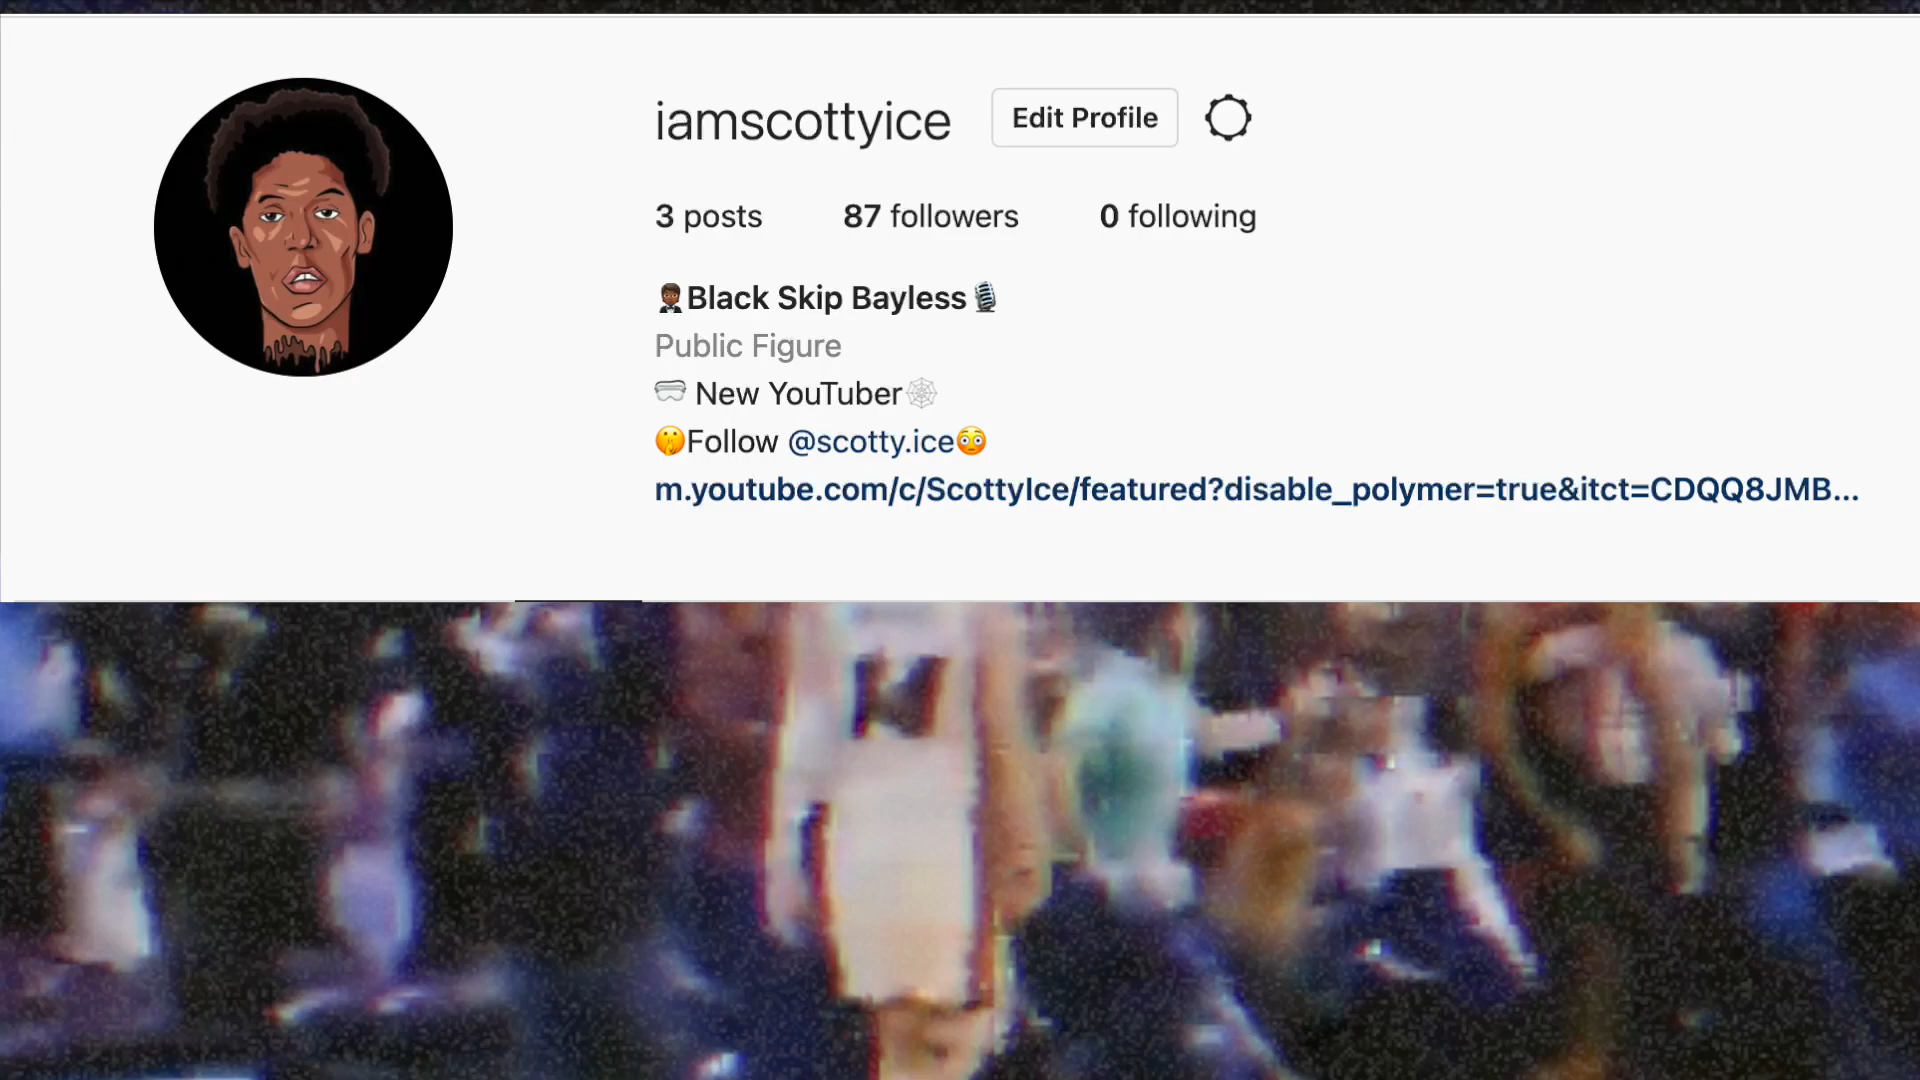 iamscottyice Edit Profile
3 posts 87 followers 0 following
🤵🏾Black Skip Bayless🎙️
Public Figure
🥽 New YouTuber🕸️
🤫Follow @scotty.ice😳
m.youtube.com/c/ScottyIce/featured?disable_polymer=true&itct=CDQQ8JMB...